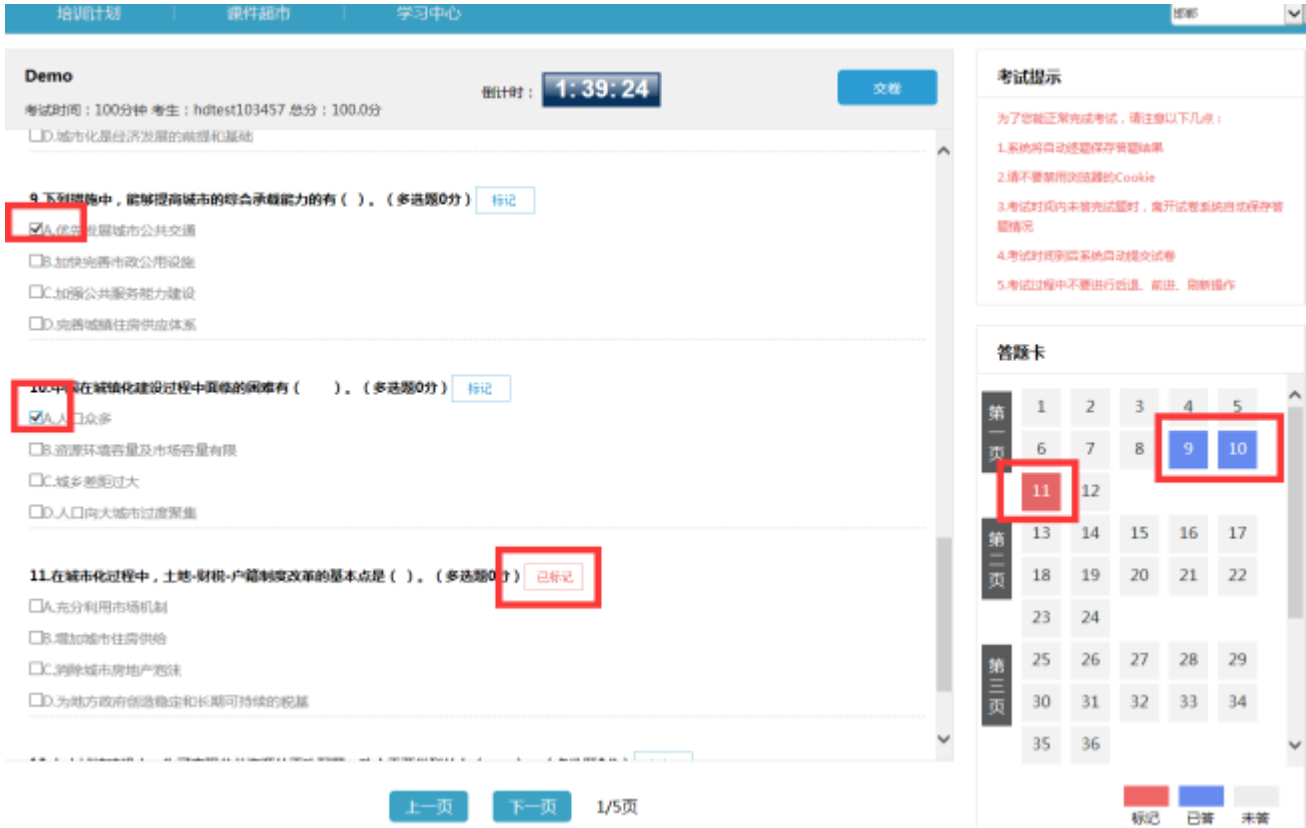 培训计划 课件超市 学习中心 邯郸
Demo
倒计时： 1:39:24 交卷
考试时间：100分钟 考生：hdtest103457 总分：100.0分
D.城市化是经济发展的前提和基础
9.下列措施中，能够提高城市的综合承载能力的有（ ）。（多选题0分） 标记
A.优先发展城市公共交通
B.加快完善市政公用设施
C.加强公共服务能力建设
D.完善城镇住房供应体系
10.中国在城镇化建设过程中面临的困难有（ ）。（多选题0分） 标记
A.人口众多
B.资源环境容量及市场容量有限
C.城乡差距过大
D.人口向大城市过度聚集
11.在城市化过程中，土地-财税-户籍制度改革的基本点是（ ）。（多选题0分） 已标记
A.充分利用市场机制
B.增加城市住房供给
C.消除城市房地产泡沫
D.为地方政府创造稳定和长期可持续的税基
上一页 下一页 1/5页
考试提示
为了您能正常完成考试，请注意以下几点：
1.系统将自动逐题保存答题结果
2.请不要禁用浏览器的Cookie
3.考试时间内未答完试题时，离开试卷系统自动保存答
题情况
4.考试时间到后系统自动提交试卷
5.考试过程中不要进行后退、前进、刷新操作
答题卡
第一页
1 2 3 4 5
6 7 8 9 10
11 12
第二页
13 14 15 16 17
18 19 20 21 22
23 24
第三页
25 26 27 28 29
30 31 32 33 34
35 36
标记 已答 未答